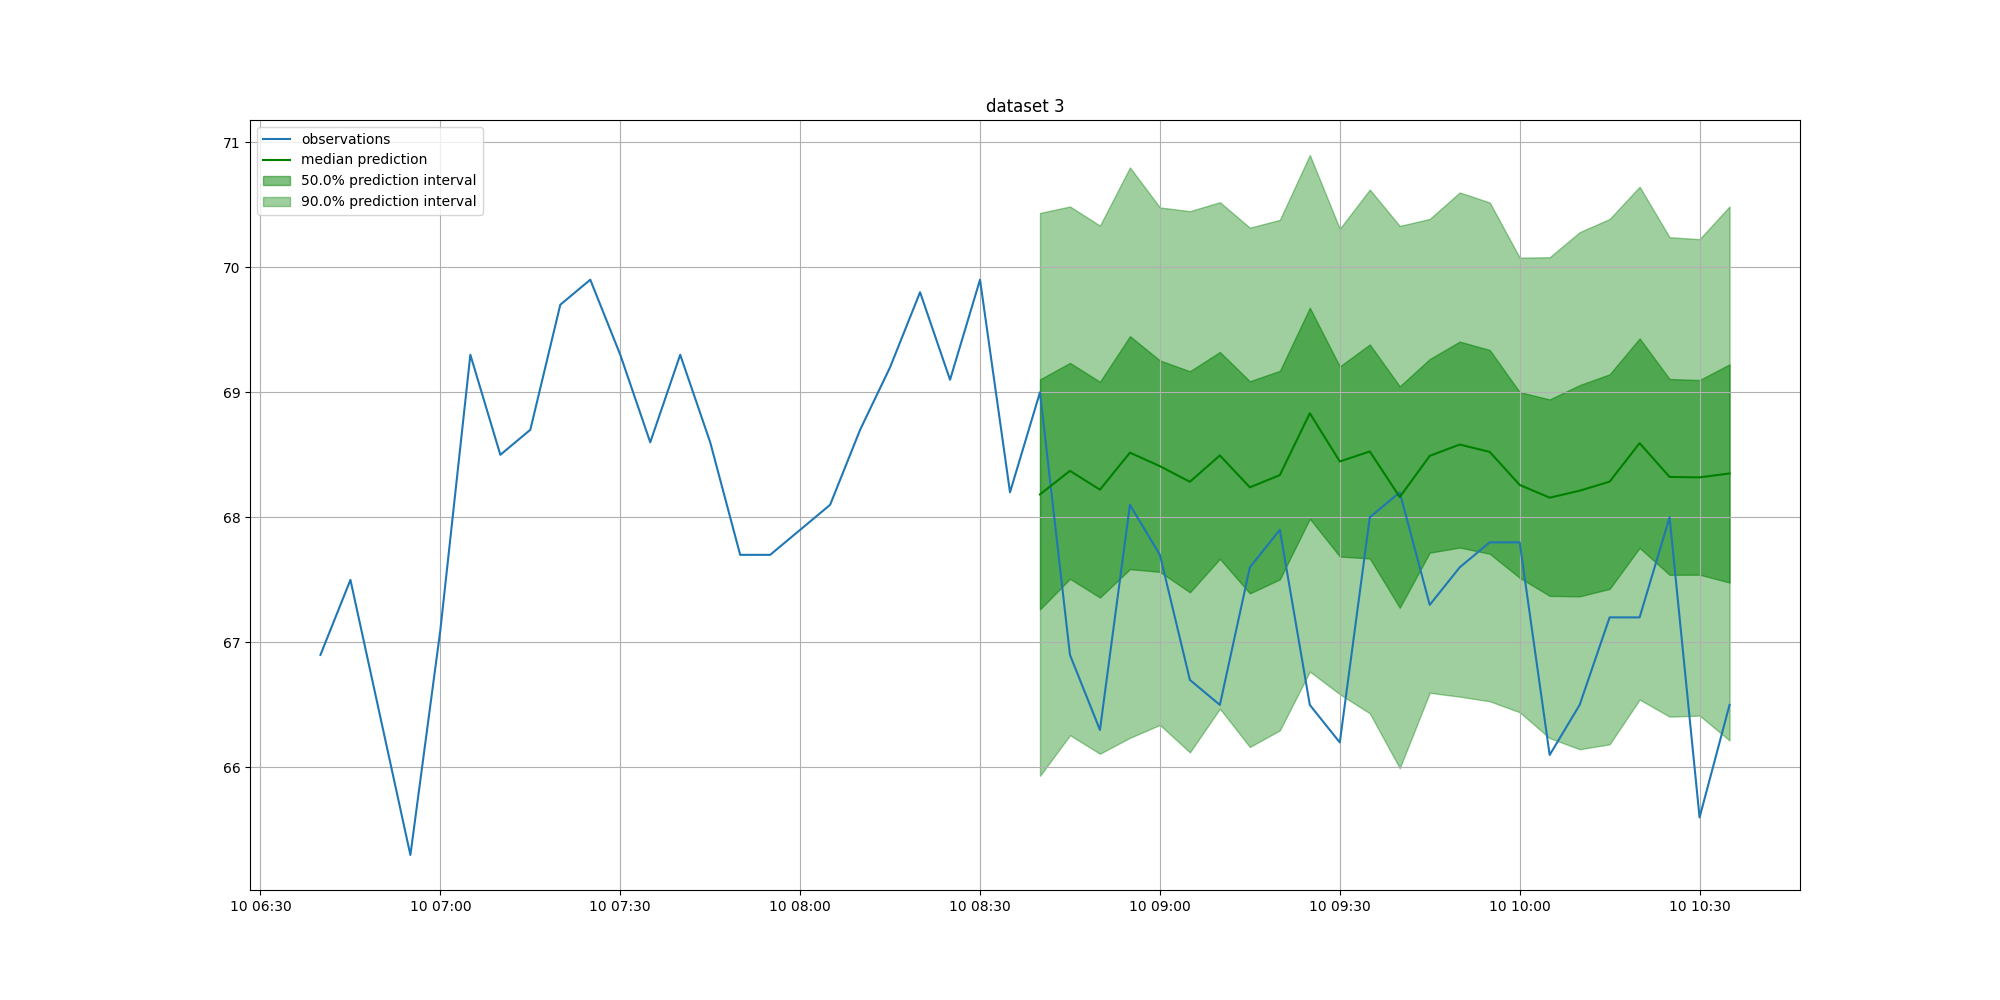 dataset 3
observations
median prediction
50.0% prediction interval
90.0% prediction interval
71
70
69
68
67
66
10 06:30 10 07:00 10 07:30 10 08:00 10 08:30 10 09:00 10 09:30 10 10:00 10 10:30